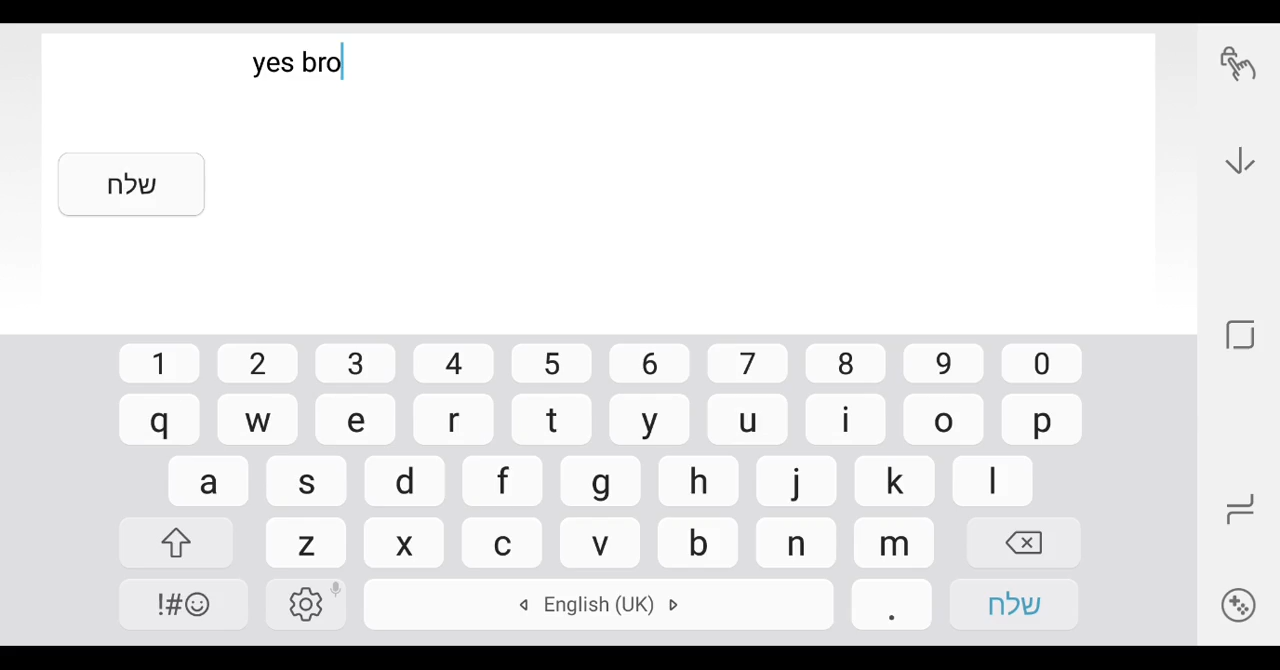 yes bro
שלח
1 2 3 4 5 6 7 8 9 0
q w e r t y u i o p
a s d f g h j k l
z x c v b n m
!#☺ English (UK) . שלח